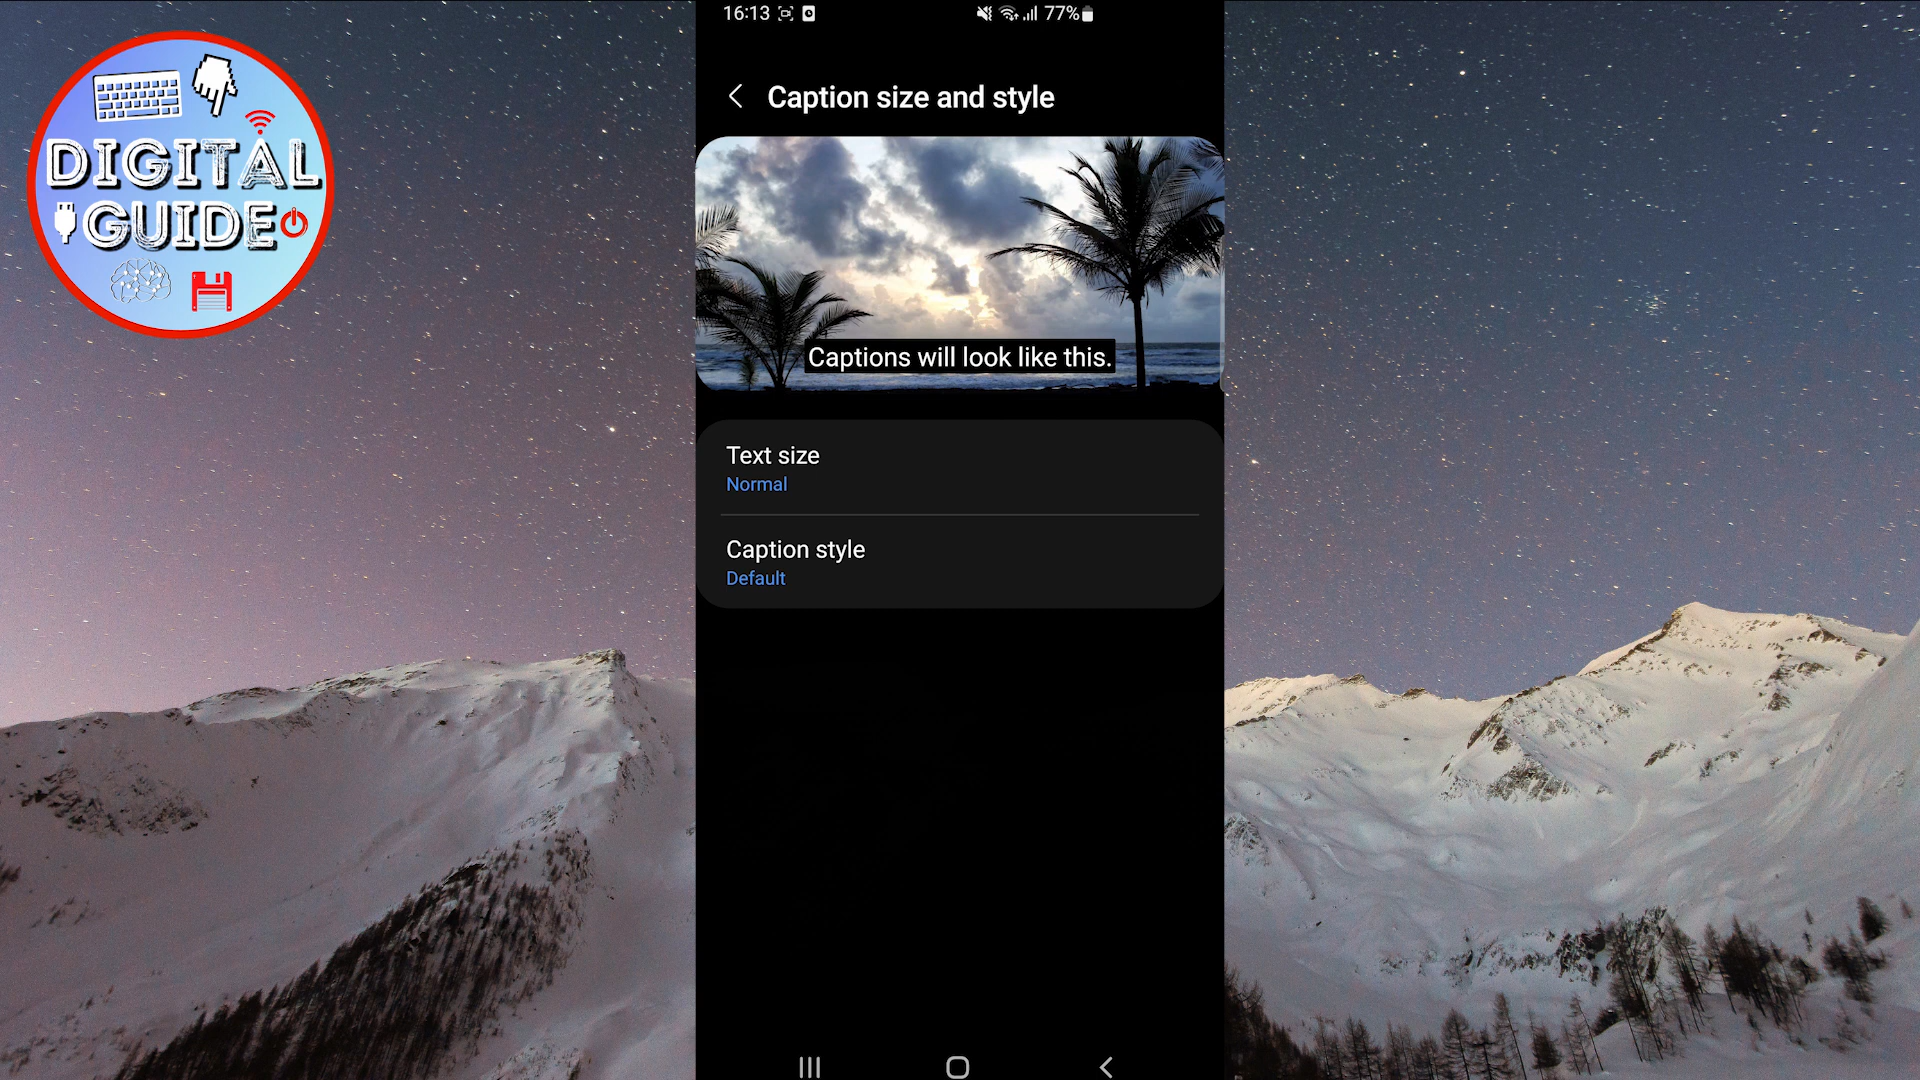 DIGITAL
GUIDE
16:13
77%
Caption size and style
Captions will look like this.
Text size
Normal
Caption style
Default